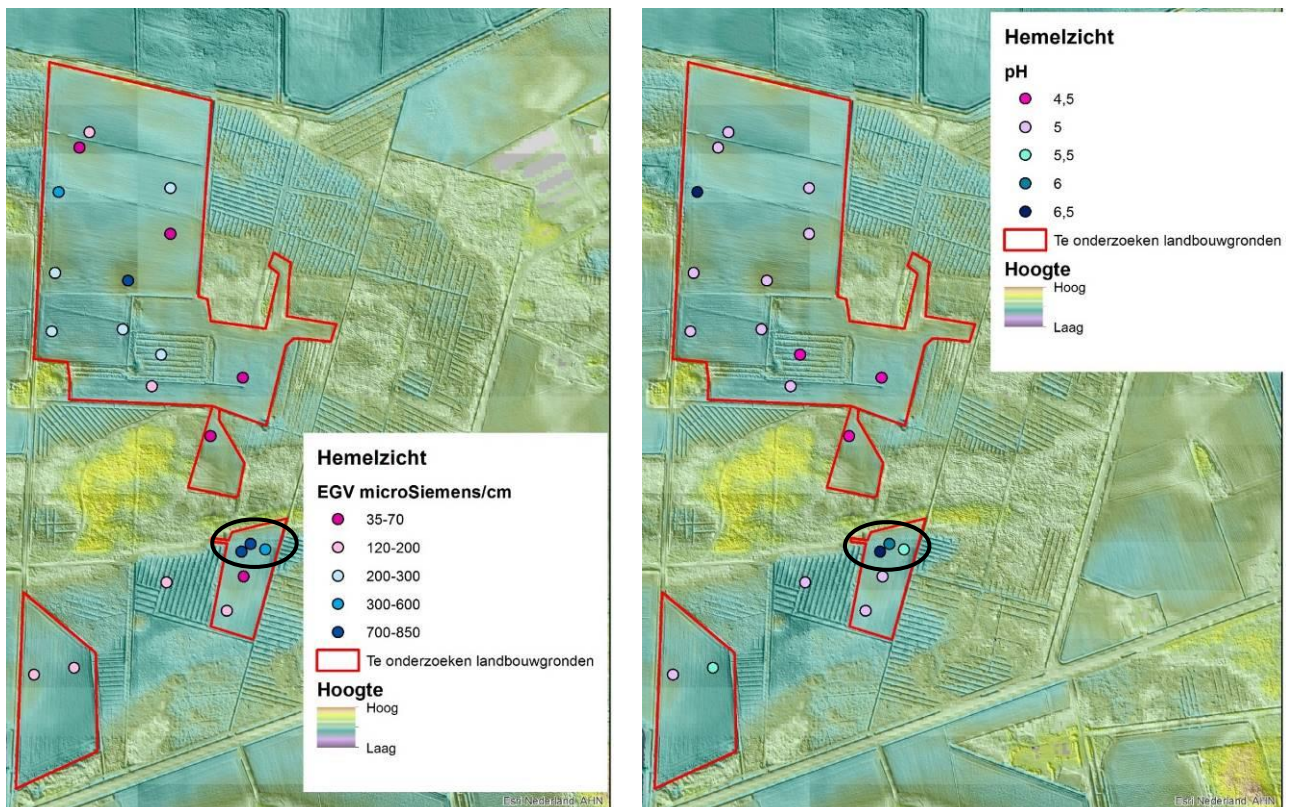 Hemelzicht
EGV microSiemens/cm
35-70
120-200
200-300
300-600
700-850
Te onderzoeken landbouwgronden
Hoogte
Hoog
Laag
Esri Nederland, AHN
Hemelzicht
pH
4,5
5
5,5
6
6,5
Te onderzoeken landbouwgronden
Hoogte
Hoog
Laag
Esri Nederland, AHN